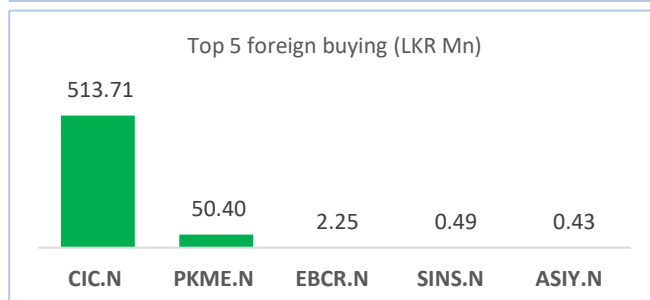 Top 5 foreign buying (LKR Mn)
513.71
50.40
2.25
0.49
0.43
CIC.N
PKME.N
EBCR.N
SINS.N
ASIY.N